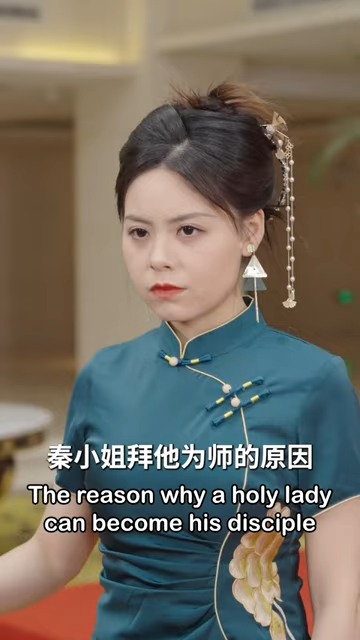 秦小姐拜他为师的原因
The reason why a holy lady
can become his disciple